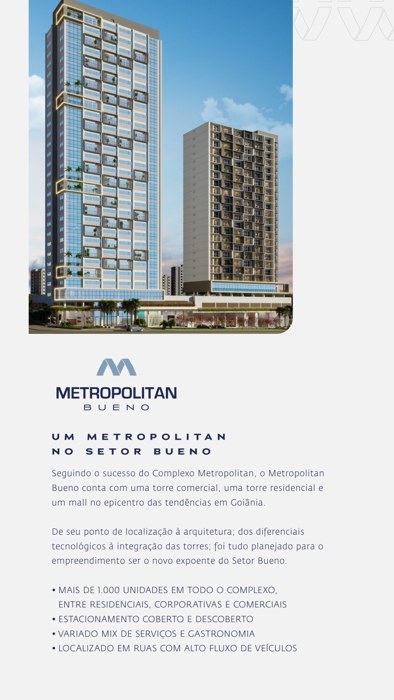 METROPOLITAN
BUENO
UM METROPOLITAN
NO SETOR BUENO
Seguindo o sucesso do Complexo Metropolitan, o Metropolitan
Bueno conta com uma torre comercial, uma torre residencial e
um mall no epicentro das tendências em Goiânia.
De seu ponto de localização à arquitetura; dos diferenciais
tecnológicos à integração das torres; foi tudo planejado para o
empreendimento ser o novo expoente do Setor Bueno.
• MAIS DE 1.000 UNIDADES EM TODO O COMPLEXO,
ENTRE RESIDENCIAIS, CORPORATIVAS E COMERCIAIS
• ESTACIONAMENTO COBERTO E DESCOBERTO
• VARIADO MIX DE SERVIÇOS E GASTRONOMIA
• LOCALIZADO EM RUAS COM ALTO FLUXO DE VEÍCULOS